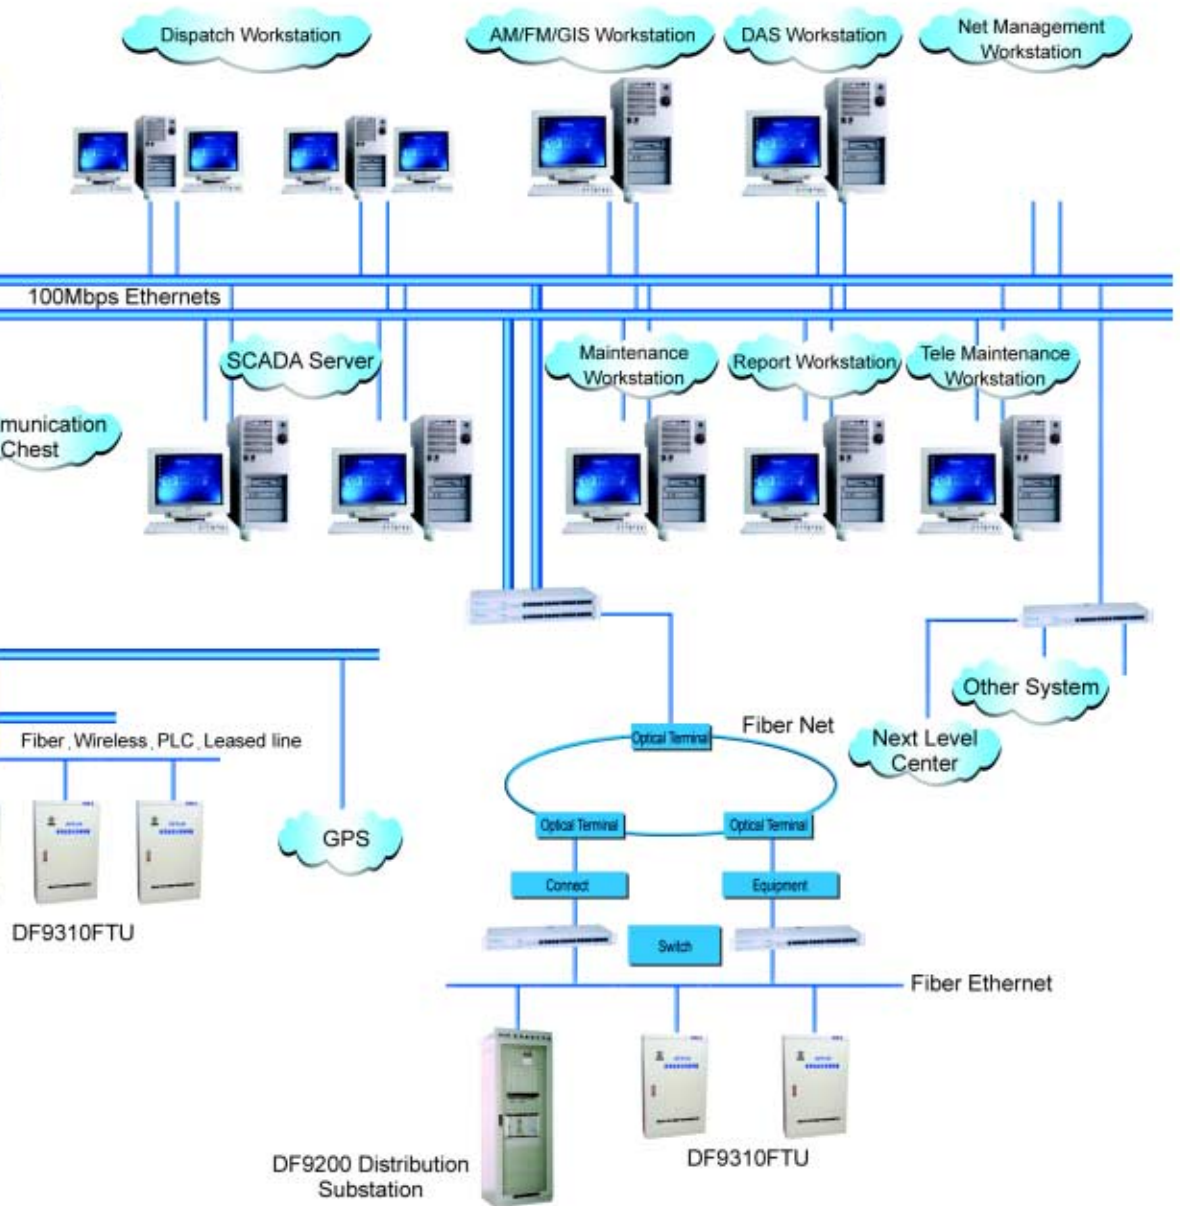 Dispatch Workstation
AM/FM/GIS Workstation
DAS Workstation
Net Management
Workstation
100Mbps Ethernets
SCADA Server
Maintenance
Workstation
Report Workstation
Tele Maintenance
Workstation
munication
Chest
Other System
Next Level
Center
Fiber, Wireless, PLC, Leased line
Fiber Net
Optical Terminal
Optical Terminal
Optical Terminal
GPS
Connect
Equipment
DF9310FTU
Switch
Fiber Ethernet
DF9200 Distribution
Substation
DF9310FTU